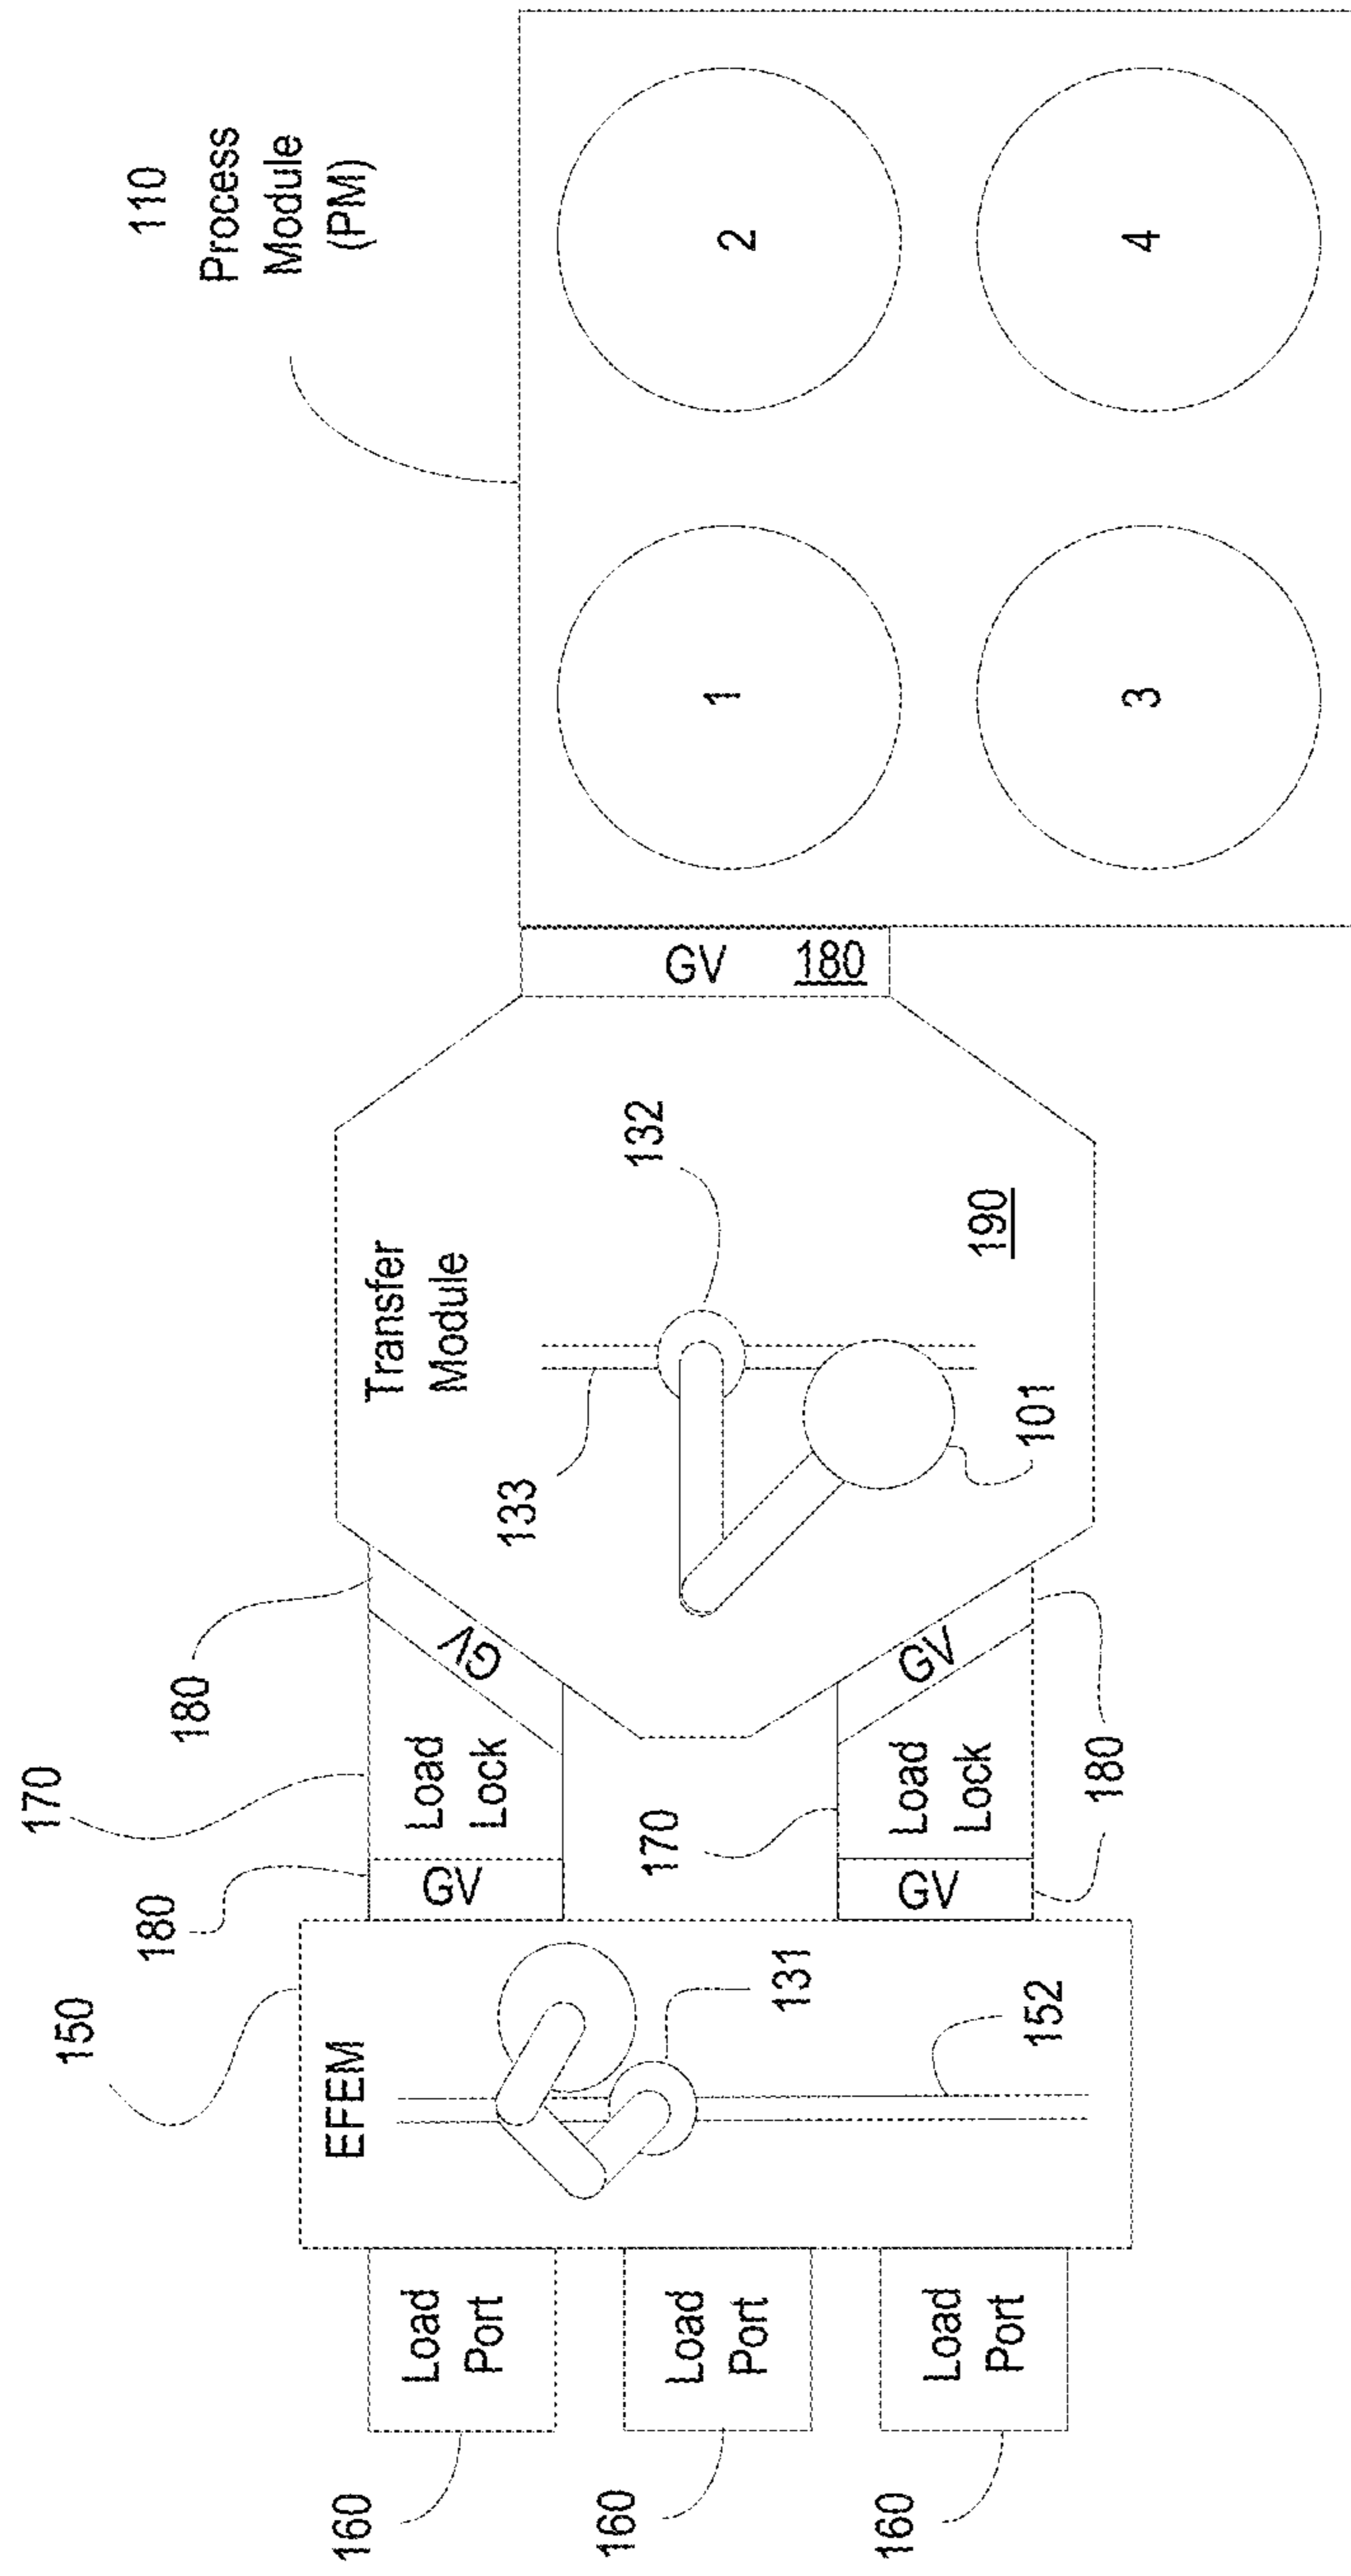 170
150
180
180
110
Process
Module
(PM)
160
EFEM
Transfer
Module
Load
Port
GV
Load
Lock
GV
133
160
Load
Port
131
170
132
GV
180
1
2
160
Load
Port
152
GV
Load
Lock
GV
180
101
190
3
4